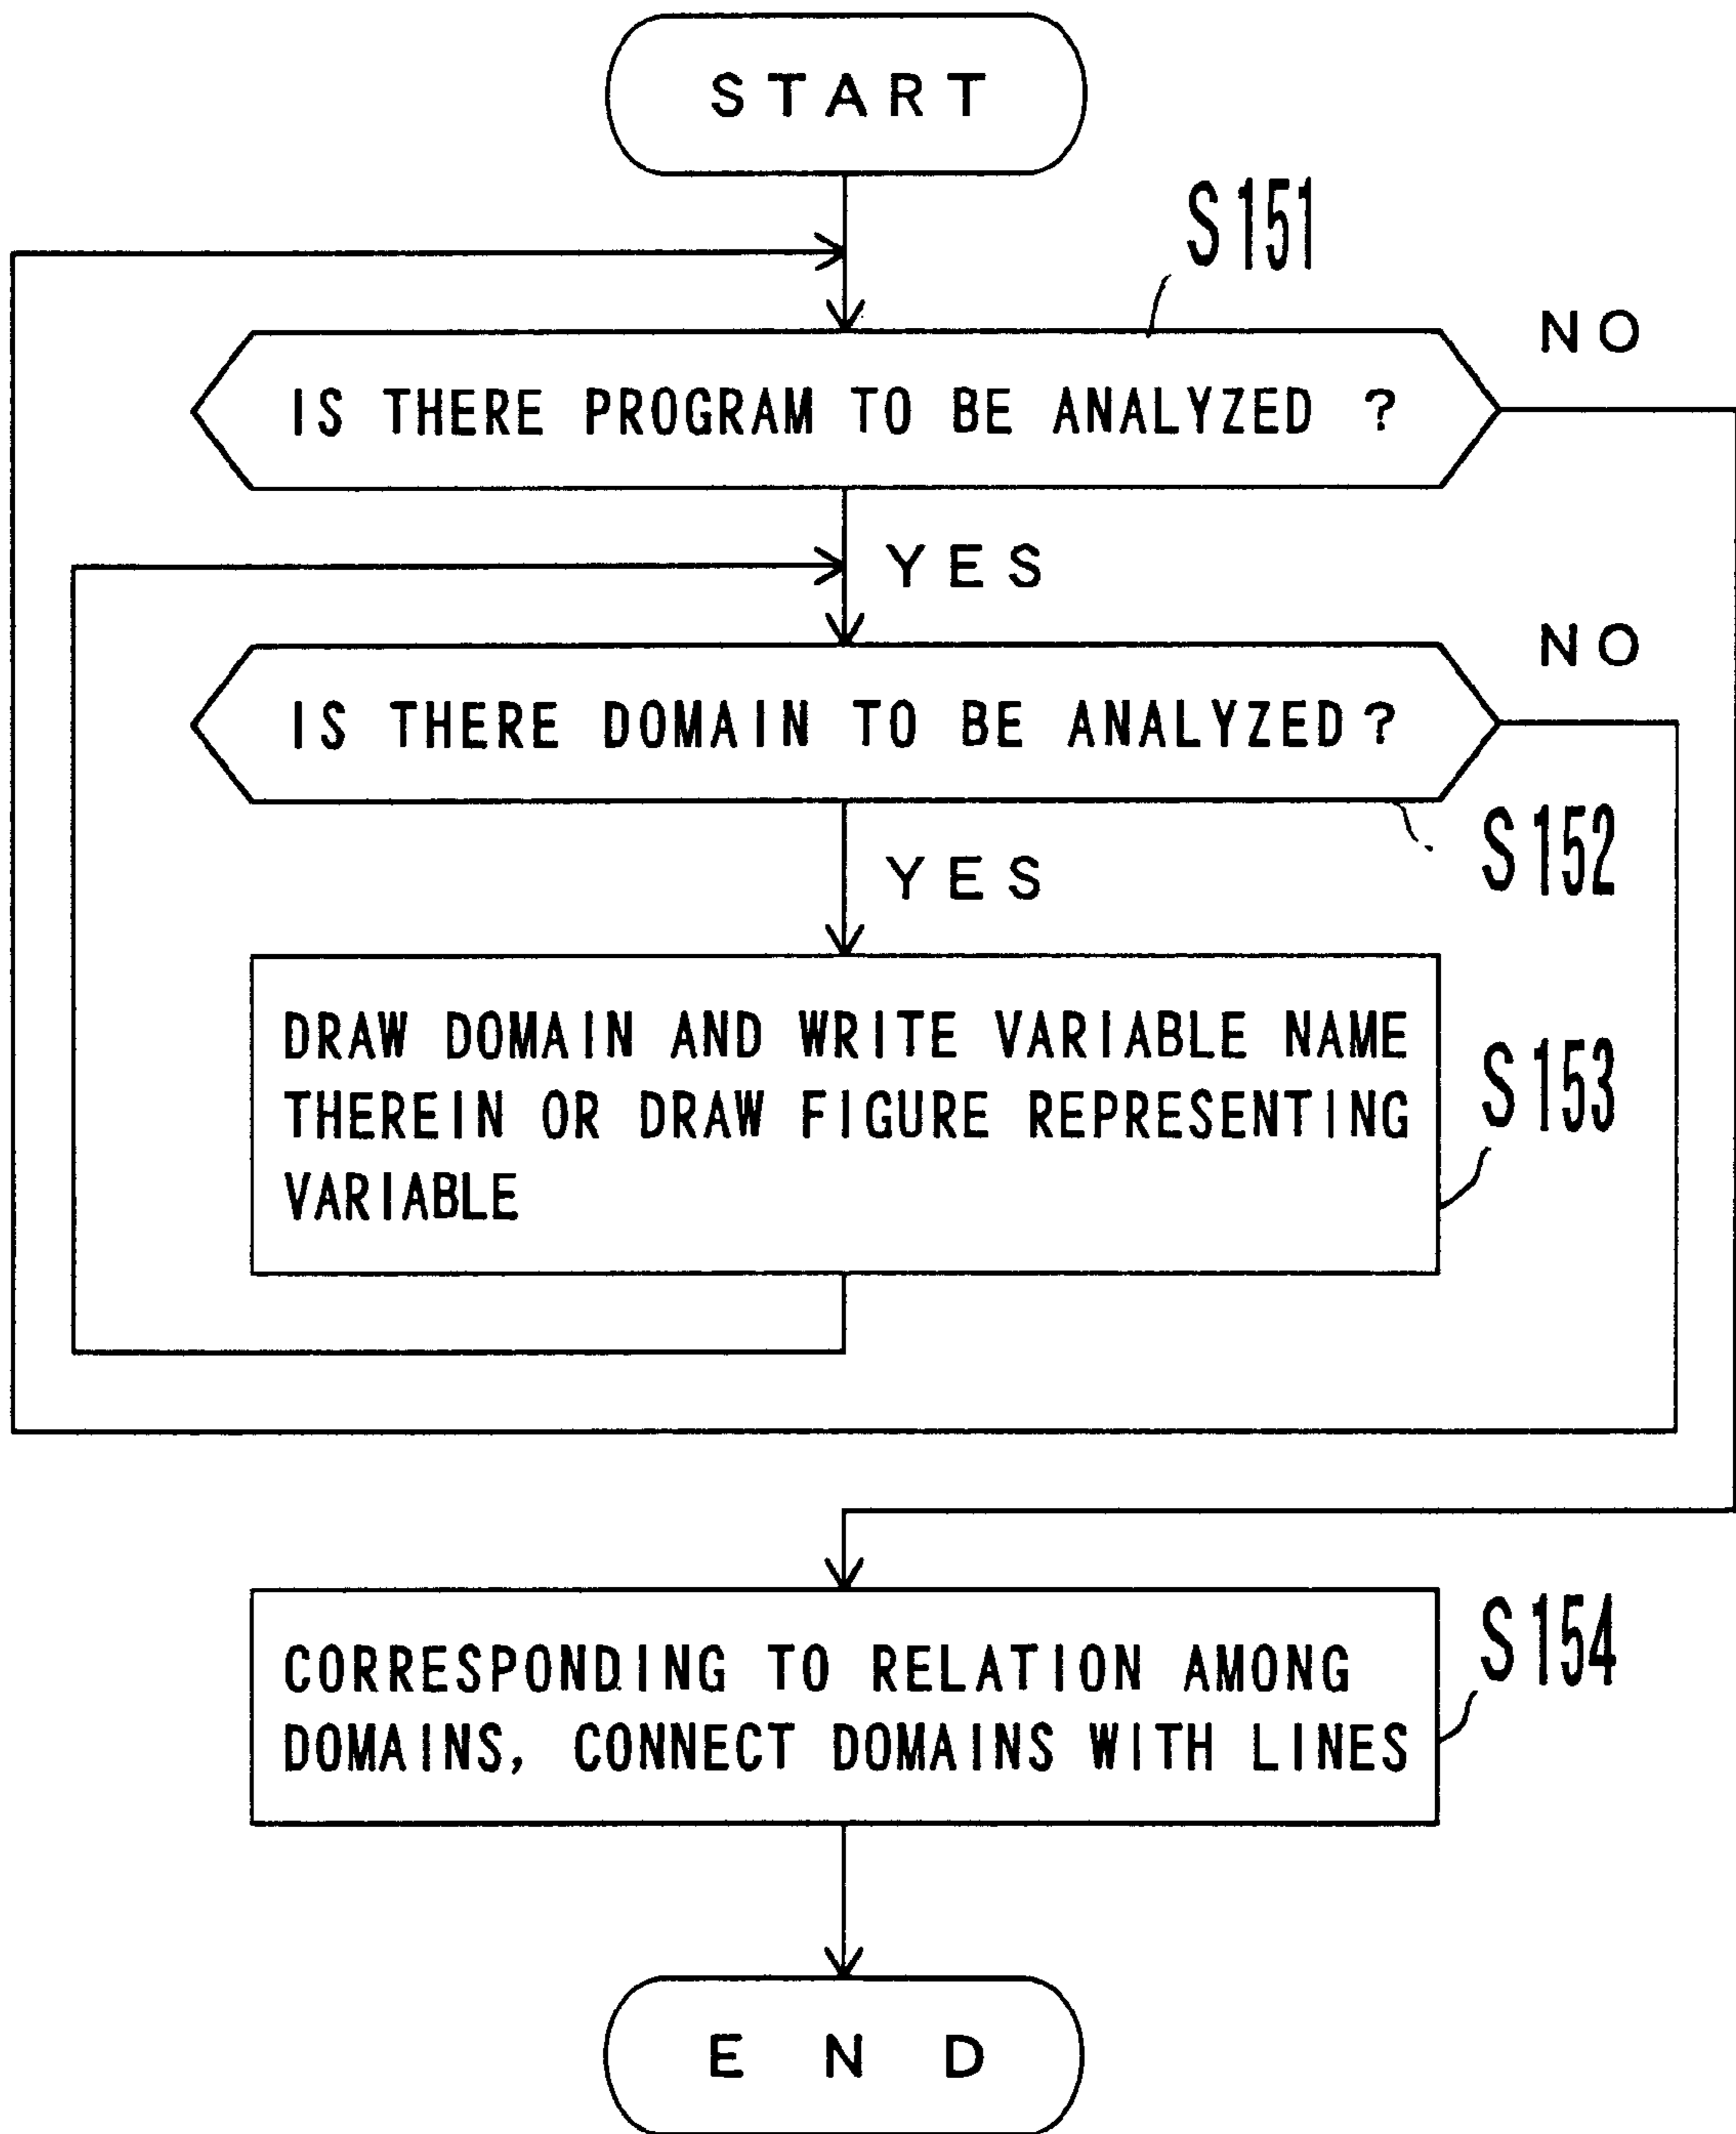 START
S151
NO
IS THERE PROGRAM TO BE ANALYZED ?
YES
NO
IS THERE DOMAIN TO BE ANALYZED?
S152
YES
DRAW DOMAIN AND WRITE VARIABLE NAME
THEREIN OR DRAW FIGURE REPRESENTING
VARIABLE
S153
CORRESPONDING TO RELATION AMONG
DOMAINS, CONNECT DOMAINS WITH LINES
S154
END